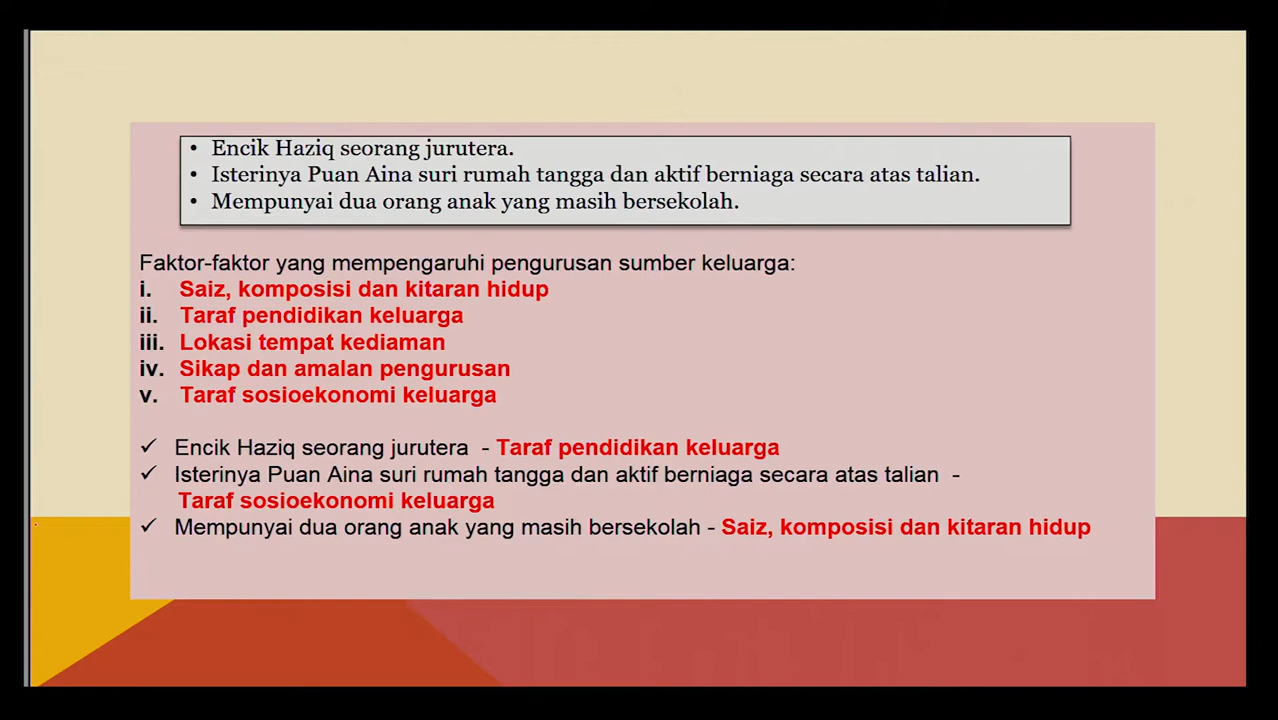 • Encik Haziq seorang jurutera.
• Isterinya Puan Aina suri rumah tangga dan aktif berniaga secara atas talian.
• Mempunyai dua orang anak yang masih bersekolah.
Faktor-faktor yang mempengaruhi pengurusan sumber keluarga:
i. Saiz, komposisi dan kitaran hidup
ii. Taraf pendidikan keluarga
iii. Lokasi tempat kediaman
iv. Sikap dan amalan pengurusan
v. Taraf sosioekonomi keluarga
✓ Encik Haziq seorang jurutera - Taraf pendidikan keluarga
✓ Isterinya Puan Aina suri rumah tangga dan aktif berniaga secara atas talian -
Taraf sosioekonomi keluarga
✓ Mempunyai dua orang anak yang masih bersekolah - Saiz, komposisi dan kitaran hidup